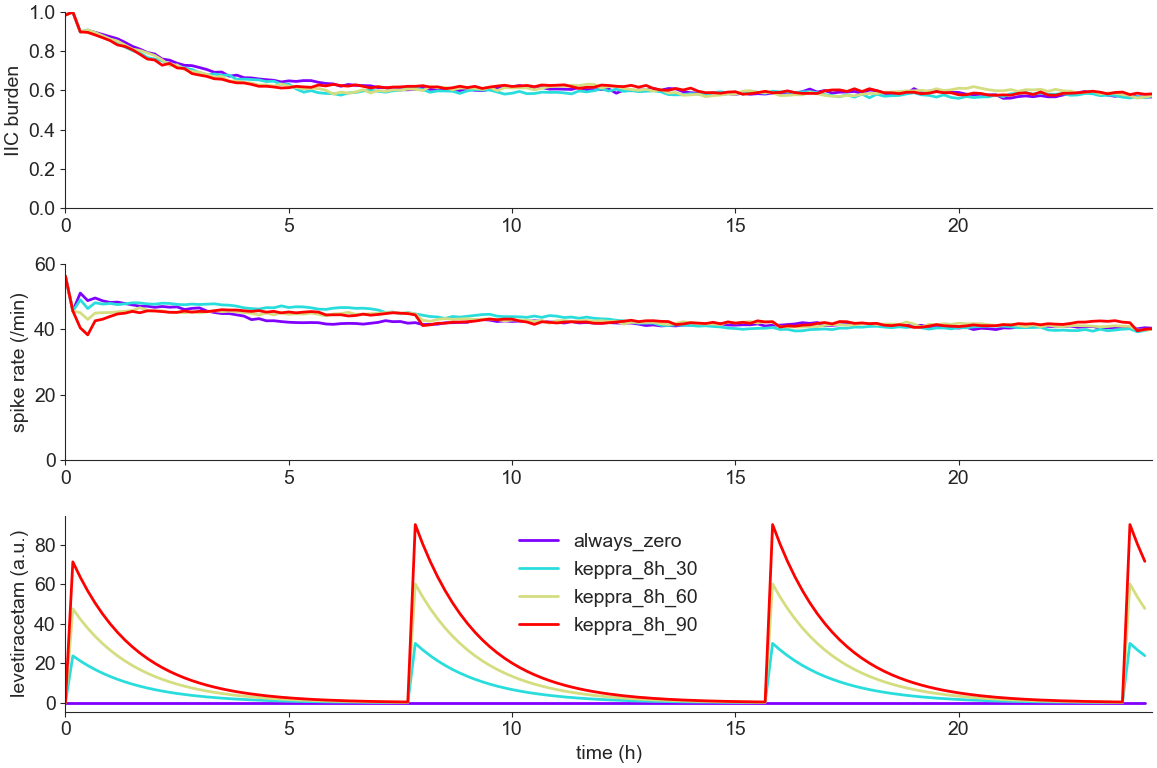 IIC burden
1.0
0.8
0.6
0.4
0.2
0.0
0 5 10 15 20
spike rate (/min)
60
40
20
0
0 5 10 15 20
levetiracetam (a.u.)
80
60
40
20
0
always_zero
keppra_8h_30
keppra_8h_60
keppra_8h_90
0 5 10 15 20
time (h)